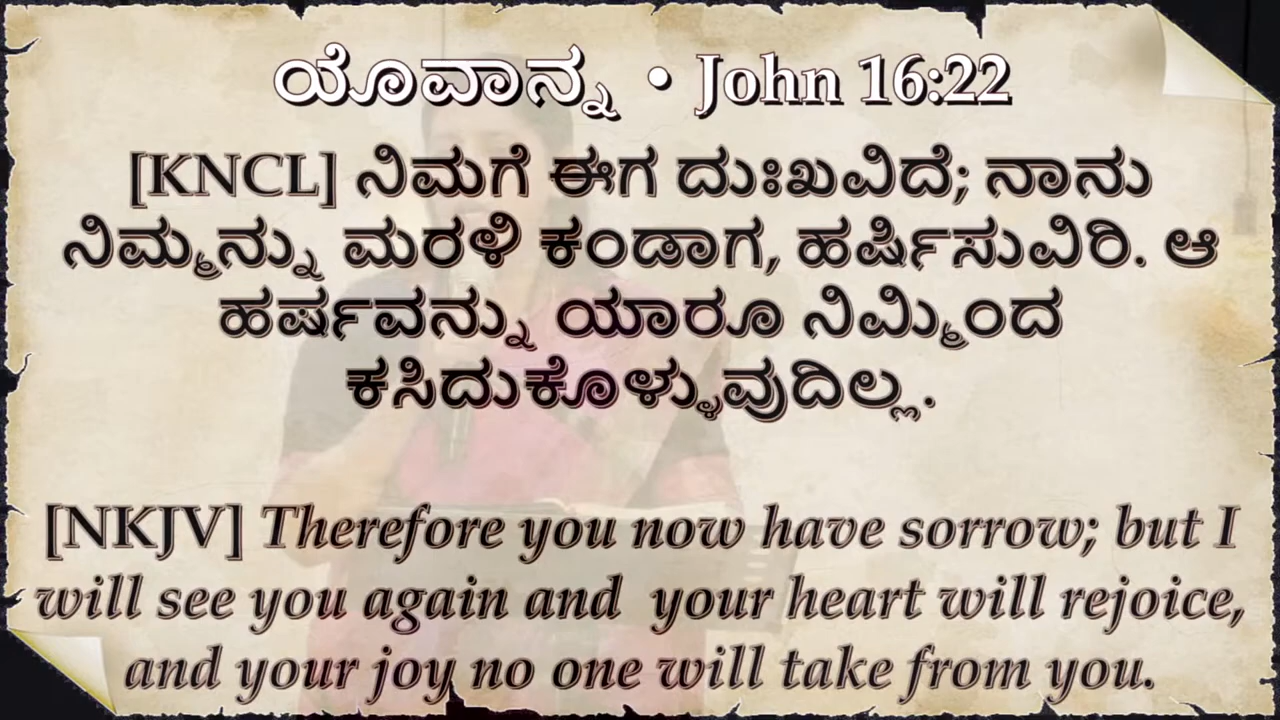 ಯೊವಾನ್ನ • John 16:22
[KNCL] ನಿಮಗೆ ಈಗ ದುಃಖವಿದೆ; ನಾನು
ನಿಮ್ಮನ್ನು ಮರಳಿ ಕಂಡಾಗ, ಹರ್ಷಿಸುವಿರಿ. ಆ
ಹರ್ಷವನ್ನು ಯಾರೂ ನಿಮ್ಮಿಂದ
ಕಸಿದುಕೊಳ್ಳುವುದಿಲ್ಲ.
[NKJV] Therefore you now have sorrow; but I
will see you again and  your heart will rejoice,
and your joy no one will take from you.